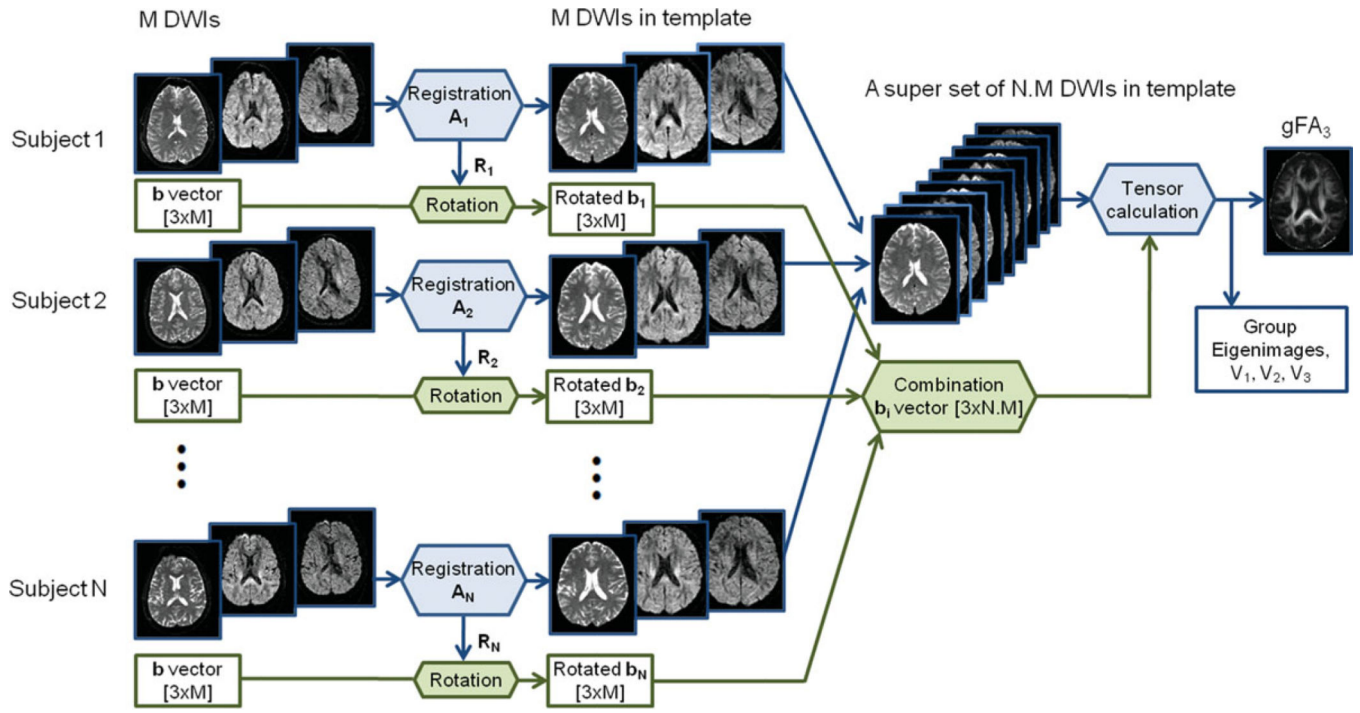 M DWIs
M DWIs in template
A super set of N.M DWIs in template
gFA3
Subject 1
Registration
A1
R1
b vector
[3xM]
Rotation
Rotated b1
[3xM]
Tensor
calculation
Subject 2
Registration
A2
R2
b vector
[3xM]
Rotation
Rotated b2
[3xM]
Combination
bi vector [3xN.M]
Group
Eigenimages,
V1, V2, V3
Subject N
Registration
AN
RN
b vector
[3xM]
Rotation
Rotated bN
[3xM]